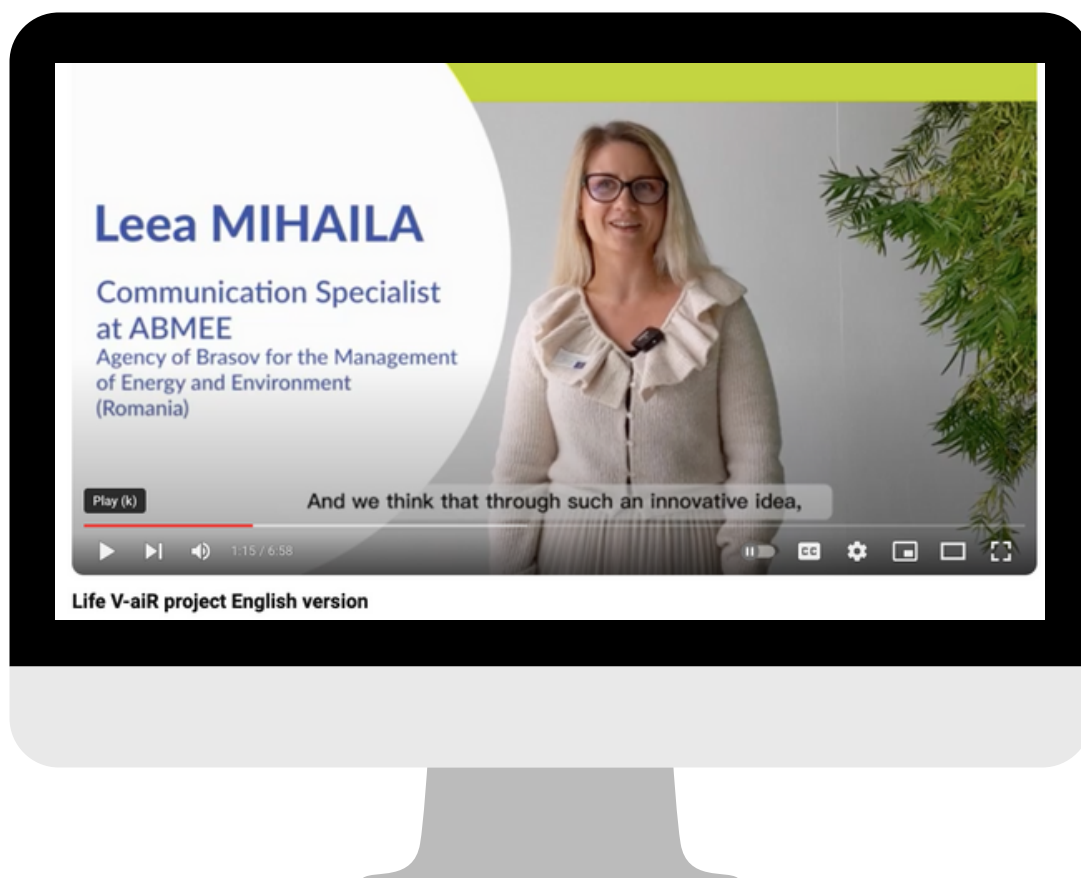 Leea MIHAILA
Communication Specialist
at ABMEE
Agency of Brasov for the Management
of Energy and Environment
(Romania)
Play (k)
And we think that through such an innovative idea,
1:15 / 6:58
CC
Life V-aiR project English version